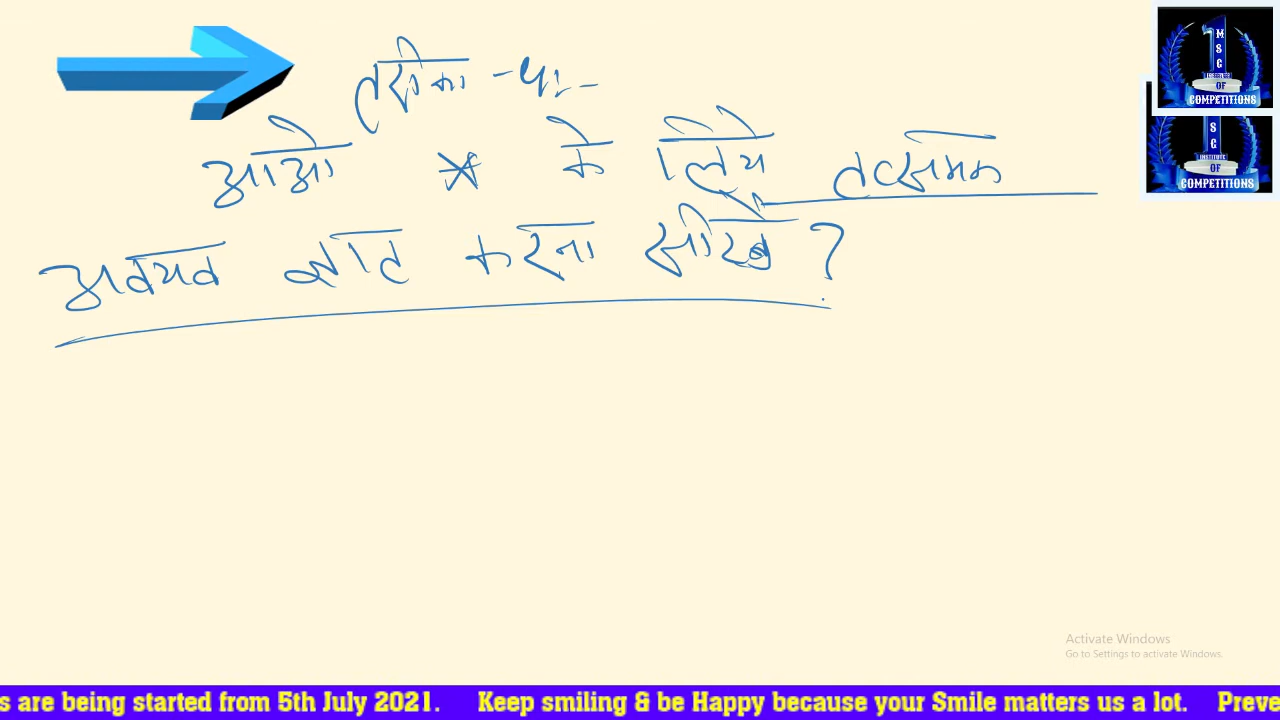 तरीका -चार-
आओ * के लिये तत्समक
अवयव ज्ञात करना सीखें ?
MSC
INSTITUTE
OF
COMPETITIONS
SC
INSTITUTE
OF
COMPETITIONS
Activate Windows
Go to Settings to activate Windows.
s are being started from 5th July 2021. Keep smiling & be Happy because your Smile matters us a lot. Preve